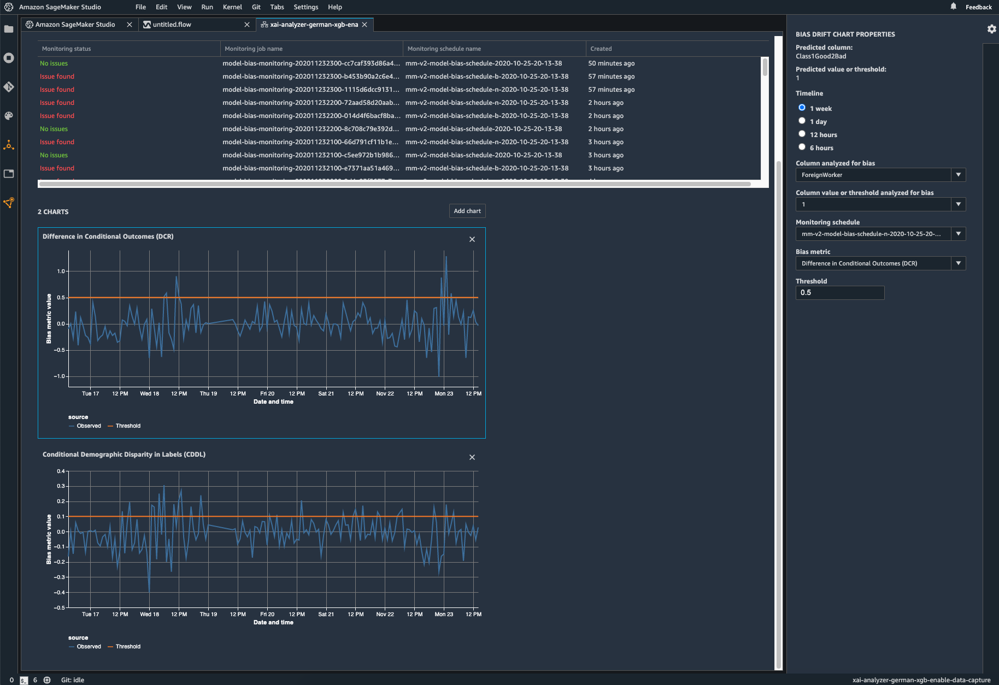 Amazon SageMaker Studio File Edit View Run Kernel Git Tabs Settings Help Feedback
Amazon SageMaker Studio untitled.flow xai-analyzer-german-xgb-ena
Monitoring status Monitoring job name Monitoring schedule name Created
No issues model-bias-monitoring-202011232300-cc7caf393d86a4... mm-v2-model-bias-schedule-2020-10-25-20-13-38 50 minutes ago
Issue found model-bias-monitoring-202011232300-b453b90a2c6e4... mm-v2-model-bias-schedule-b-2020-10-25-20-13-38 57 minutes ago
Issue found model-bias-monitoring-202011232300-1115d6dcc9131... mm-v2-model-bias-schedule-n-2020-10-25-20-13-38 57 minutes ago
Issue found model-bias-monitoring-202011232200-72aad58d20aab... mm-v2-model-bias-schedule-n-2020-10-25-20-13-38 2 hours ago
Issue found model-bias-monitoring-202011232200-014d4f6bacf8ba... mm-v2-model-bias-schedule-b-2020-10-25-20-13-38 2 hours ago
No issues model-bias-monitoring-202011232200-8c708c79e392d... mm-v2-model-bias-schedule-2020-10-25-20-13-38 2 hours ago
Issue found model-bias-monitoring-202011232100-66d791cf11b1e... mm-v2-model-bias-schedule-n-2020-10-25-20-13-38 3 hours ago
No issues model-bias-monitoring-202011232100-c5ee972b1b986... mm-v2-model-bias-schedule-2020-10-25-20-13-38 3 hours ago
Issue found model-bias-monitoring-202011232100-e7371aa51a469... mm-v2-model-bias-schedule-b-2020-10-25-20-13-38 3 hours ago
2 CHARTS
Add chart
Difference in Conditional Outcomes (DCR)
1.0
0.5
0.0
−0.5
−1.0
Bias metric value
Tue 17 12 PM Wed 18 12 PM Thu 19 12 PM Fri 20 12 PM Sat 21 12 PM Nov 22 12 PM Mon 23 12 PM
Date and time
source
Observed Threshold
Conditional Demographic Disparity in Labels (CDDL)
0.4
0.3
0.2
0.1
0.0
−0.1
−0.2
−0.3
−0.4
−0.5
Bias metric value
Tue 17 12 PM Wed 18 12 PM Thu 19 12 PM Fri 20 12 PM Sat 21 12 PM Nov 22 12 PM Mon 23 12 PM
Date and time
source
Observed Threshold
BIAS DRIFT CHART PROPERTIES
Predicted column:
Class1Good2Bad
Predicted value or threshold:
1
Timeline
1 week
1 day
12 hours
6 hours
Column analyzed for bias
ForeignWorker
Column value or threshold analyzed for bias
1
Monitoring schedule
mm-v2-model-bias-schedule-n-2020-10-25-20-...
Bias metric
Difference in Conditional Outcomes (DCR)
Threshold
0.5
0 $_ 6 Git: idle xai-analyzer-german-xgb-enable-data-capture